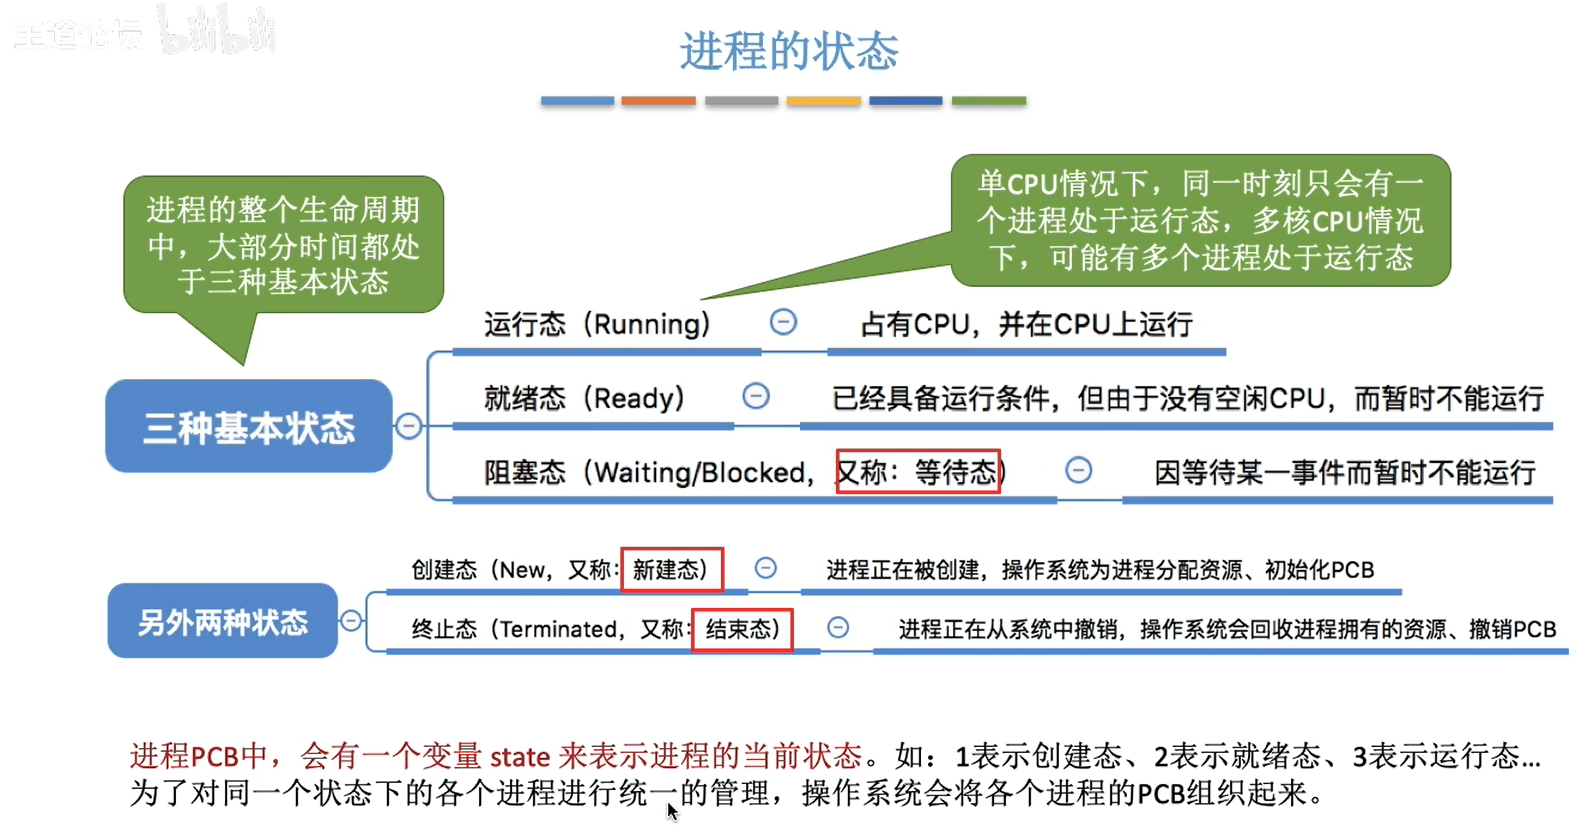 王道论坛 bilibili
进程的状态
进程的整个生命周期
中，大部分时间都处
于三种基本状态
单CPU情况下，同一时刻只会有一
个进程处于运行态，多核CPU情况
下，可能有多个进程处于运行态
三种基本状态
运行态（Running） 占有CPU，并在CPU上运行
就绪态（Ready） 已经具备运行条件，但由于没有空闲CPU，而暂时不能运行
阻塞态（Waiting/Blocked，又称：等待态） 因等待某一事件而暂时不能运行
另外两种状态
创建态（New，又称：新建态） 进程正在被创建，操作系统为进程分配资源、初始化PCB
终止态（Terminated，又称：结束态） 进程正在从系统中撤销，操作系统会回收进程拥有的资源、撤销PCB
进程PCB中，会有一个变量 state 来表示进程的当前状态。如：1表示创建态、2表示就绪态、3表示运行态...
为了对同一个状态下的各个进程进行统一的管理，操作系统会将各个进程的PCB组织起来。